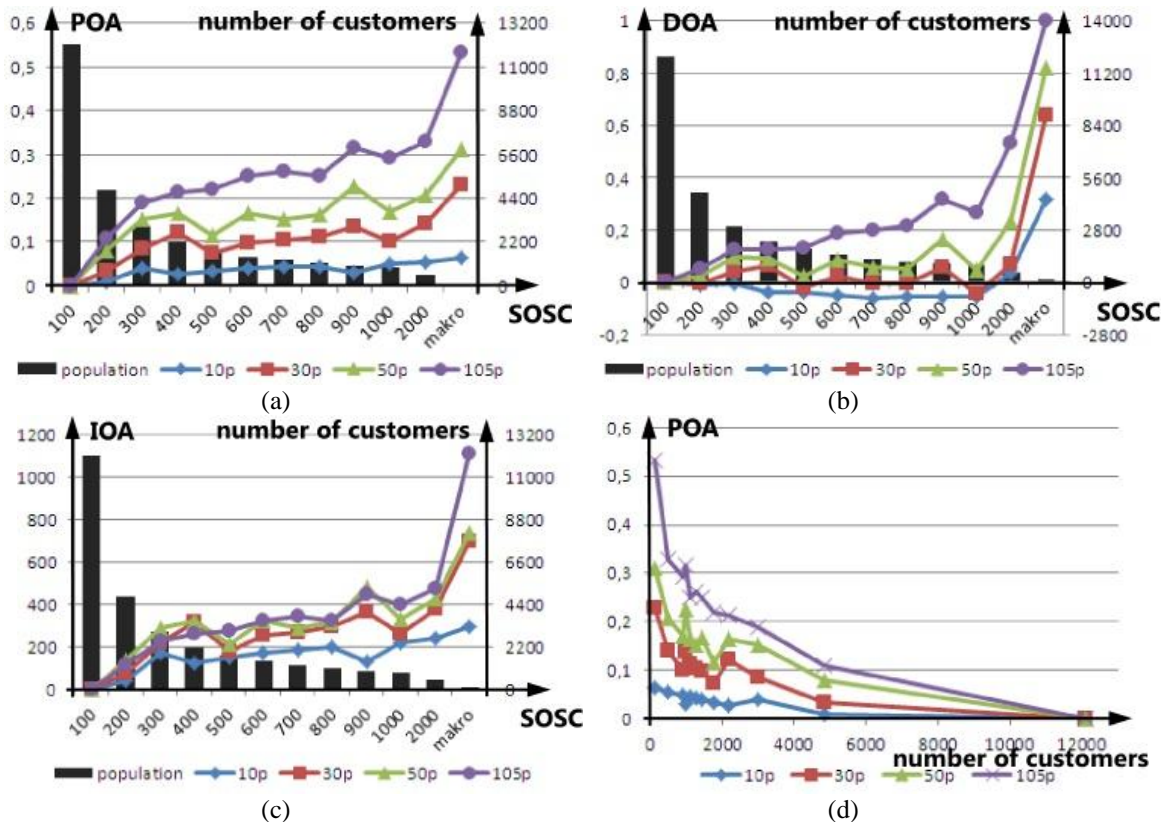 POA number of customers
0,6 13200
0,5 11000
0,4 8800
0,3 6600
0,2 4400
0,1 2200
0 0
100 200 300 400 500 600 700 800 900 1000 2000 makro SOSC
population 10p 30p 50p 105p
(a)
DOA number of customers
1 14000
0,8 11200
0,6 8400
0,4 5600
0,2 2800
0 0
-0,2 -2800
100 200 300 400 500 600 700 800 900 1000 2000 makro SOSC
population 10p 30p 50p 105p
(b)
IOA number of customers
1200 13200
1000 11000
800 8800
600 6600
400 4400
200 2200
0 0
100 200 300 400 500 600 700 800 900 1000 2000 makro SOSC
population 10p 30p 50p 105p
(c)
POA
0,6
0,5
0,4
0,3
0,2
0,1
0
0 2000 4000 6000 8000 10000 12000
number of customers
10p 30p 50p 105p
(d)